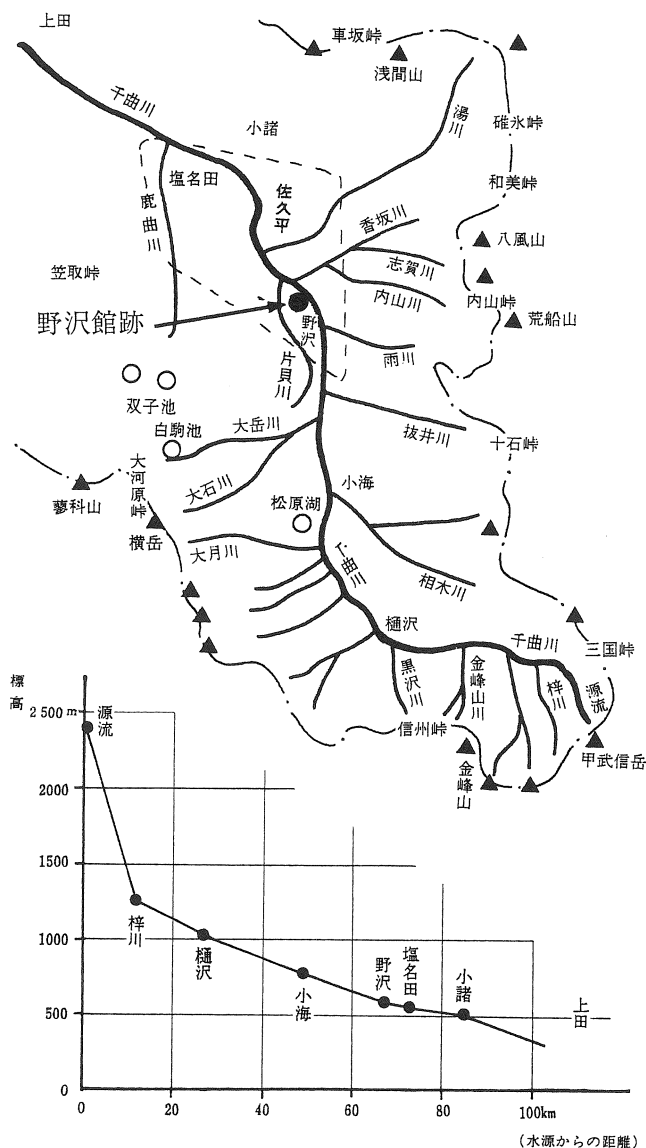 上田
車坂峠
浅間山
千曲川
湯川
小諸
碓氷峠
塩名田
佐久平
和美峠
鹿曲川
香坂川
志賀川
八風山
笠取峠
内山川
内山峠
野沢館跡
野沢
荒船山
片貝川
雨川
双子池
白駒池
大岳川
抜井川
十石峠
大河原峠
大石川
小海
蓼科山
松原湖
横岳
大月川
千曲川
相木川
樋沢
千曲川
三国峠
黒沢川
金峰山川
梓川
源流
信州峠
金峰山
甲武信岳
標高
2500m
源流
2000
1500
梓川
1000
樋沢
小海
野沢
塩名田
小諸
上田
500
0
0
20
40
60
80
100km
(水源からの距離)